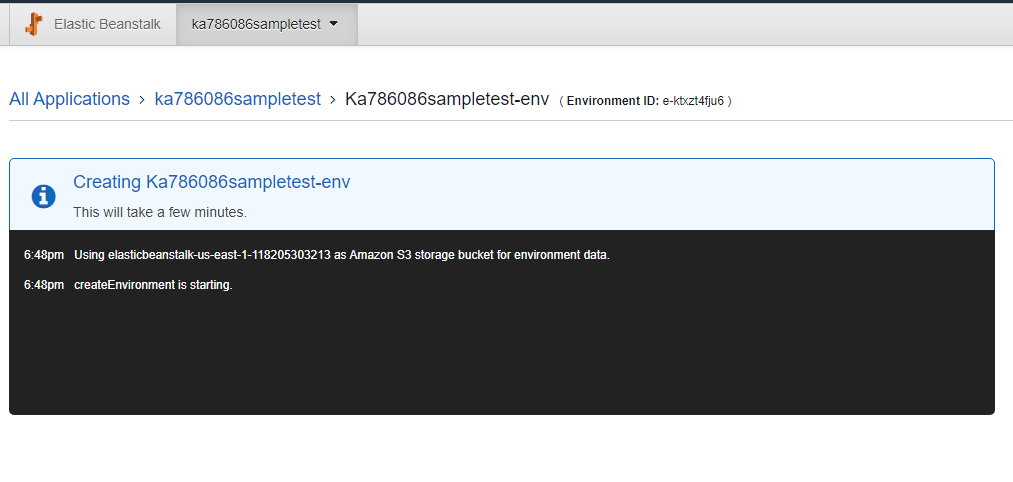 Elastic Beanstalk ka786086sampletest
All Applications › ka786086sampletest › Ka786086sampletest-env ( Environment ID: e-ktxzt4fju6 )
Creating Ka786086sampletest-env
This will take a few minutes.
6:48pm Using elasticbeanstalk-us-east-1-118205303213 as Amazon S3 storage bucket for environment data.
6:48pm createEnvironment is starting.